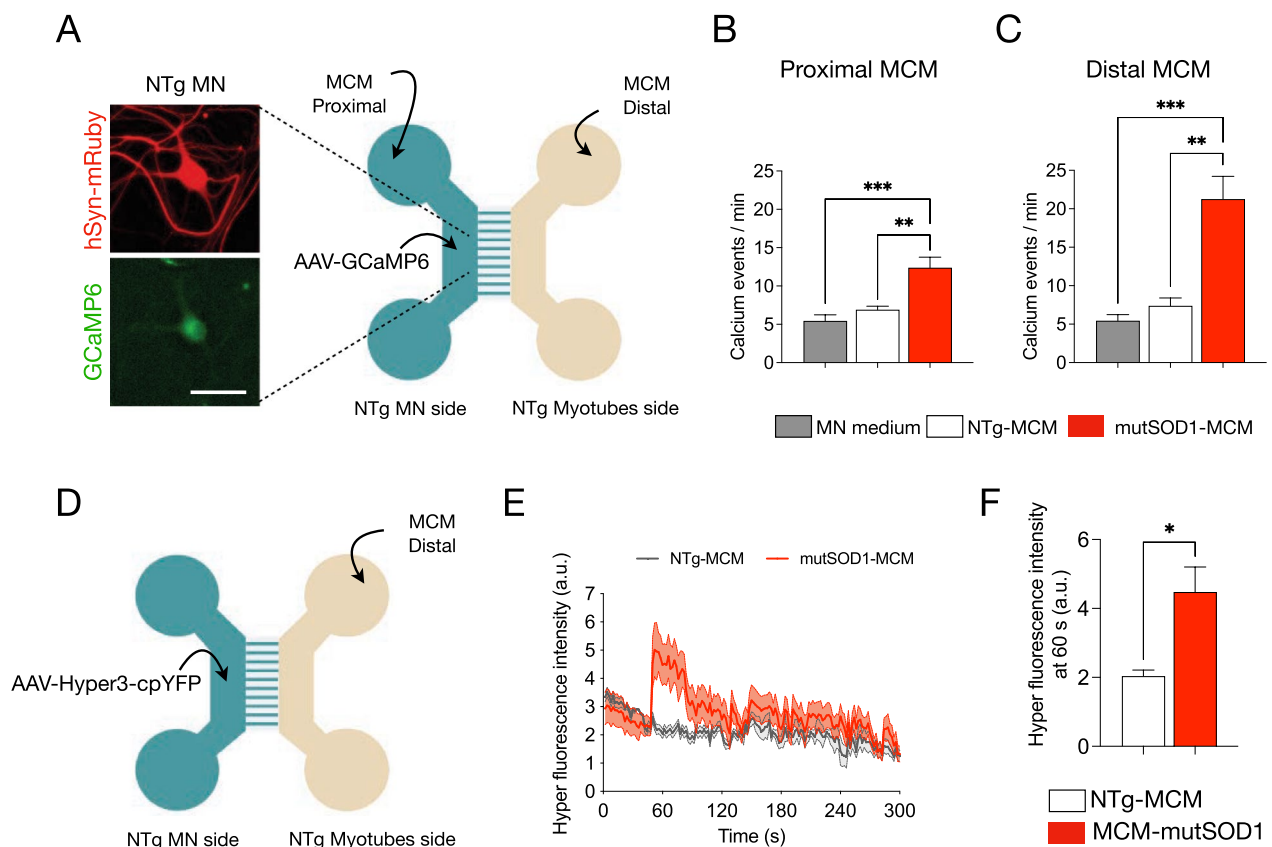 A
NTg MN
hSyn-mRuby
GCaMP6
MCM
Proximal
MCM
Distal
AAV-GCaMP6
NTg MN side
NTg Myotubes side
B
Proximal MCM
Calcium events / min
25
20
15
10
5
0
***
**
C
Distal MCM
Calcium events / min
25
20
15
10
5
0
***
**
MN medium
NTg-MCM
mutSOD1-MCM
D
MCM
Distal
AAV-Hyper3-cpYFP
NTg MN side
NTg Myotubes side
E
NTg-MCM
mutSOD1-MCM
Hyper fluorescence intensity (a.u.)
7
6
5
4
3
2
1
0
0
60
120
180
240
300
Time (s)
F
Hyper fluorescence intensity
at 60 s (a.u.)
6
4
2
0
*
NTg-MCM
MCM-mutSOD1